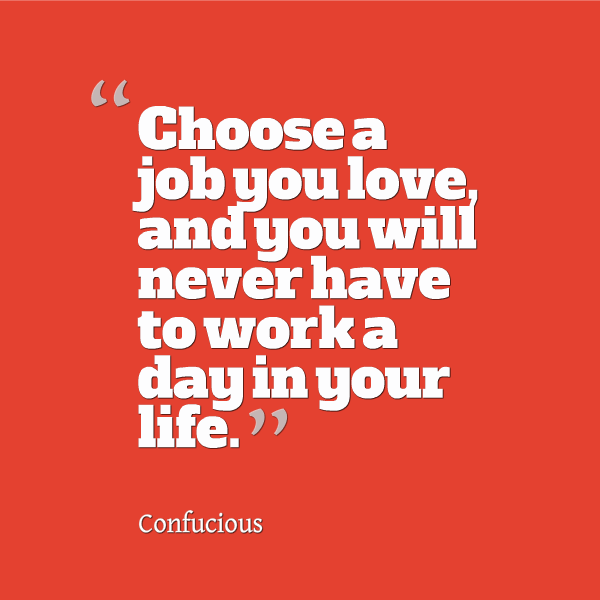 “Choose a
job you love,
and you will
never have
to work a
day in your
life.”
Confucious